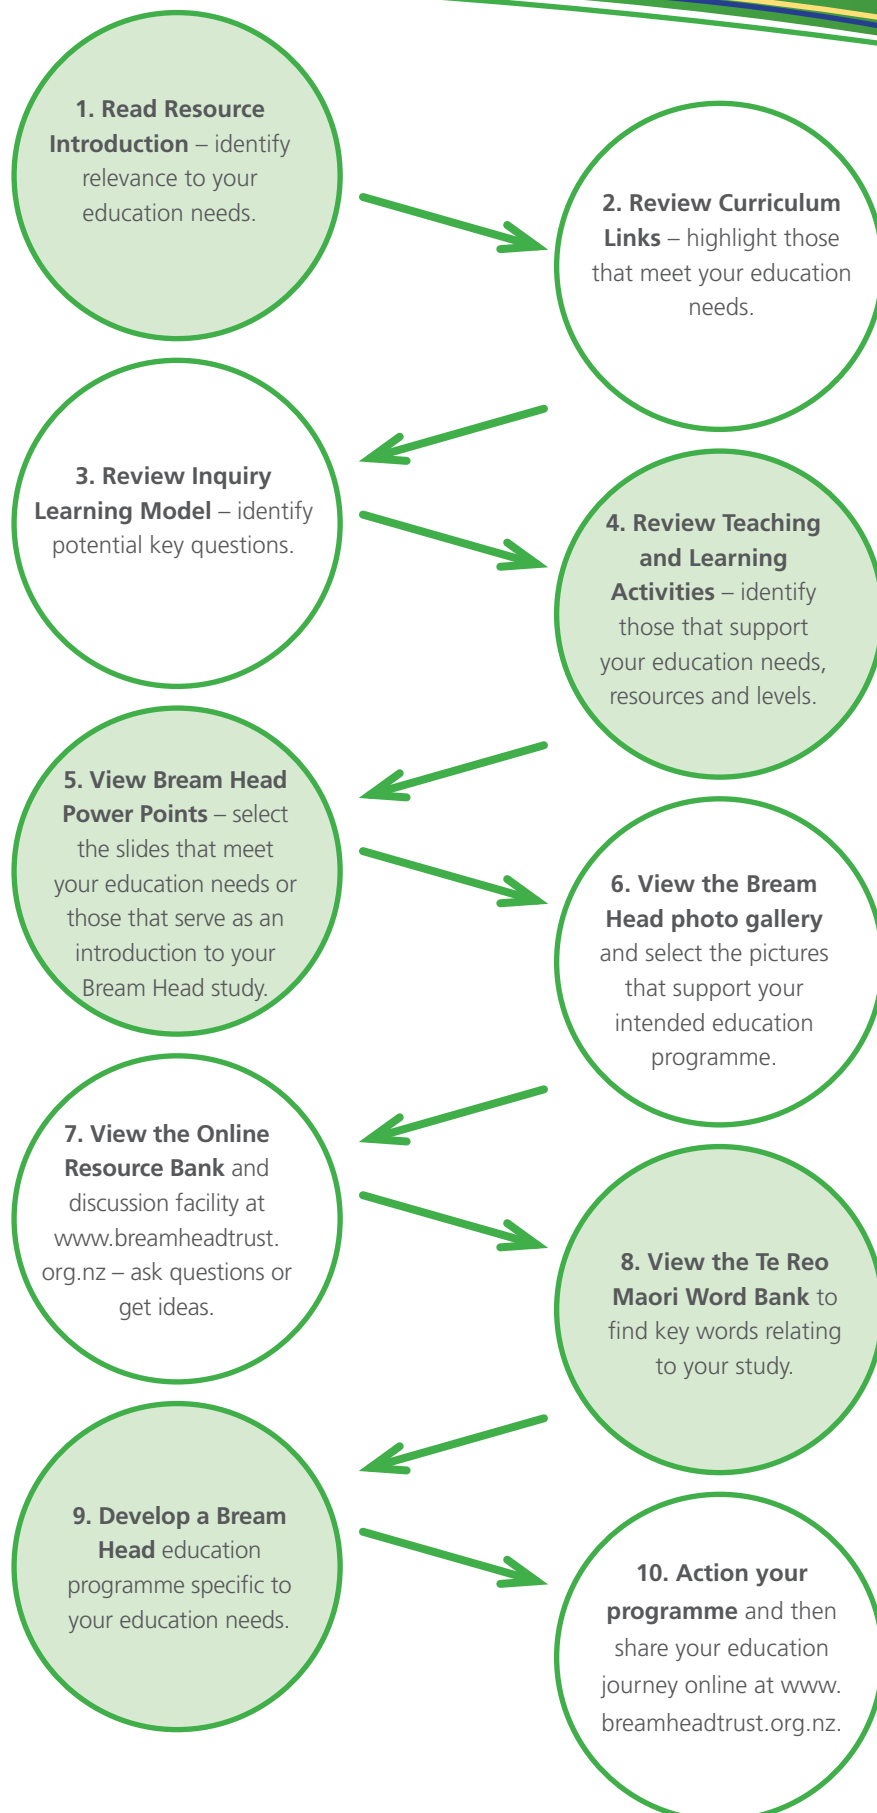 1. Read Resource
Introduction – identify
relevance to your
education needs.
2. Review Curriculum
Links – highlight those
that meet your education
needs.
3. Review Inquiry
Learning Model – identify
potential key questions.
4. Review Teaching
and Learning
Activities – identify
those that support
your education needs,
resources and levels.
5. View Bream Head
Power Points – select
the slides that meet
your education needs or
those that serve as an
introduction to your
Bream Head study.
6. View the Bream
Head photo gallery
and select the pictures
that support your
intended education
programme.
7. View the Online
Resource Bank and
discussion facility at
www.breamheadtrust.
org.nz – ask questions or
get ideas.
8. View the Te Reo
Maori Word Bank to
find key words relating
to your study.
9. Develop a Bream
Head education
programme specific to
your education needs.
10. Action your
programme and then
share your education
journey online at www.
breamheadtrust.org.nz.